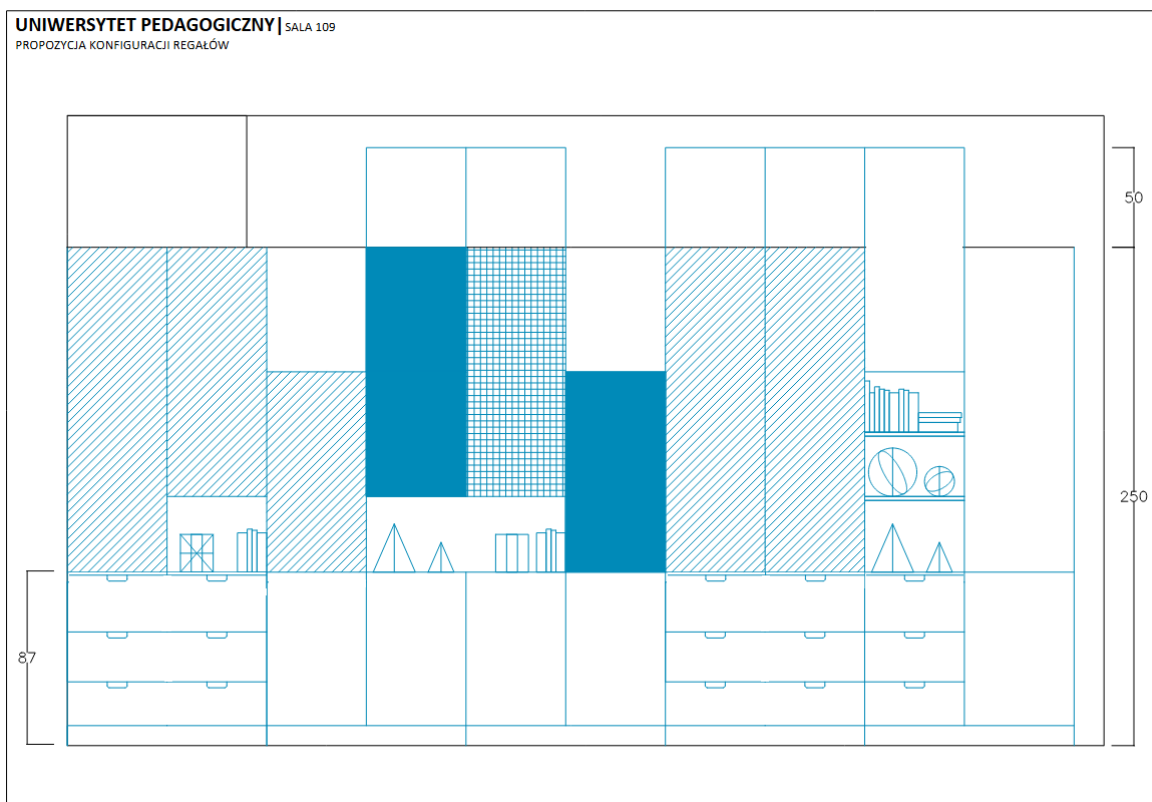 UNIWERSYTET PEDAGOGICZNY| SALA 109
PROPOZYCJA KONFIGURACJI REGAŁÓW
50
250
87